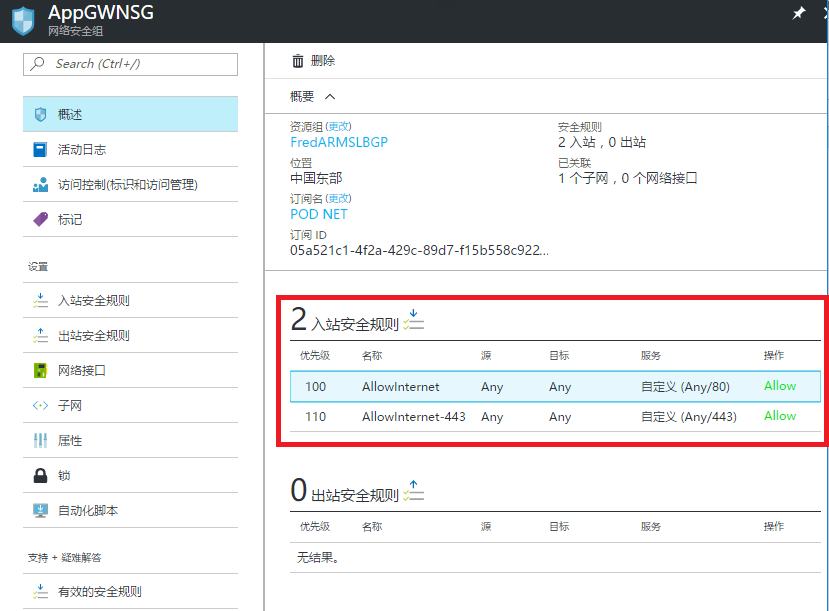 AppGWNSG
网络安全组
Search (Ctrl+/)
概述
活动日志
访问控制(标识和访问管理)
标记
设置
入站安全规则
出站安全规则
网络接口
子网
属性
锁
自动化脚本
支持 + 疑难解答
有效的安全规则
删除
概要
资源组(更改)
FredARMSLBGP
位置
中国东部
订阅名(更改)
POD NET
订阅 ID
05a521c1-4f2a-429c-89d7-f15b558c922...
安全规则
2 入站，0 出站
已关联
1 个子网，0 个网络接口
2 入站安全规则
优先级 名称 源 目标 服务 操作
100 AllowInternet Any Any 自定义 (Any/80) Allow
110 AllowInternet-443 Any Any 自定义 (Any/443) Allow
0 出站安全规则
优先级 名称 源 目标 服务 操作
无结果。